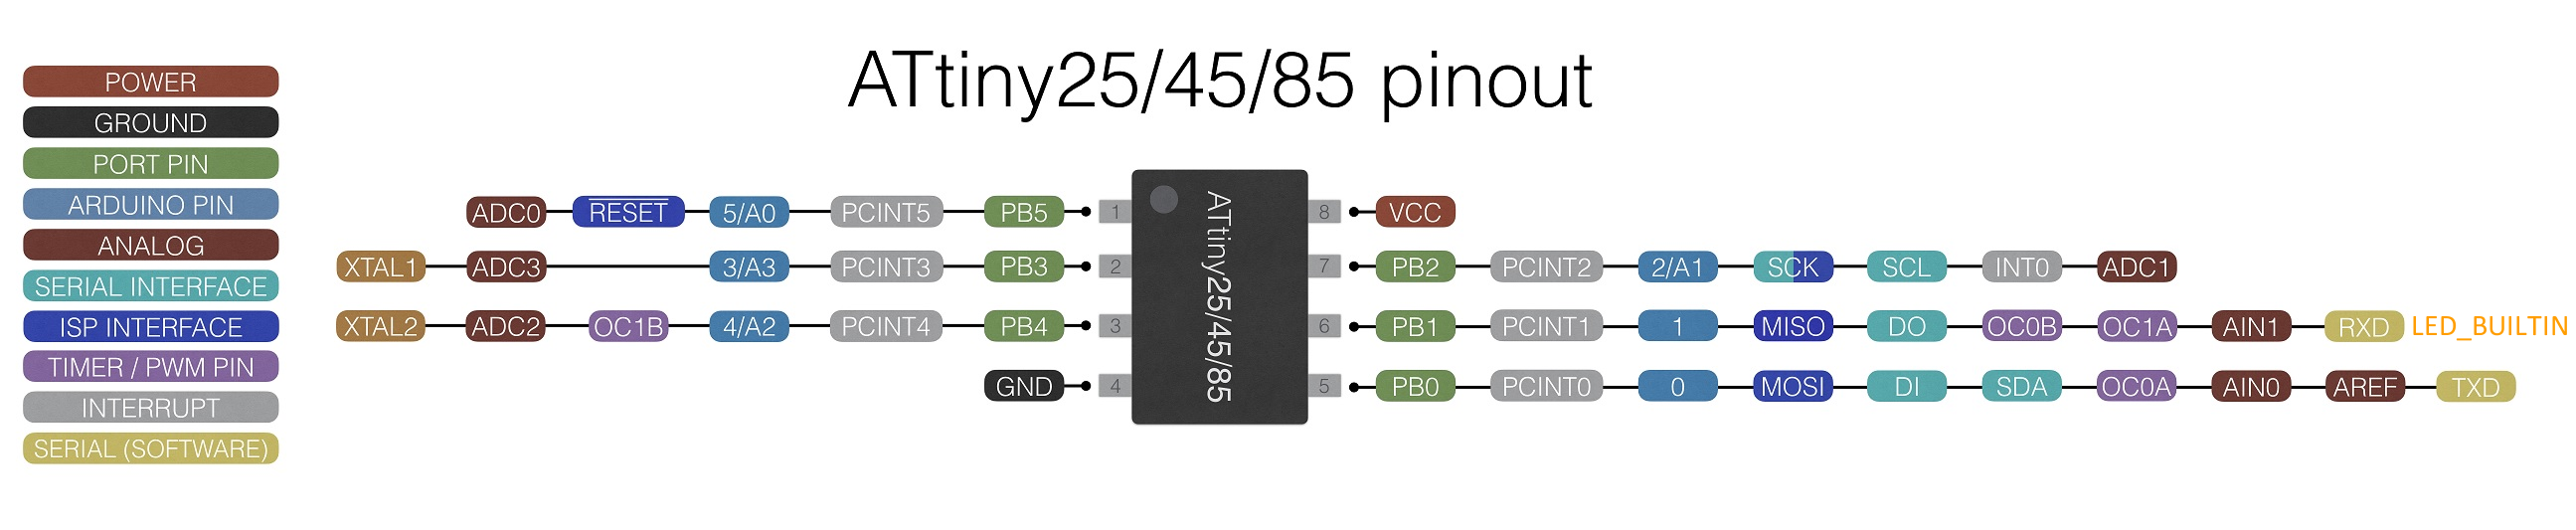 ATtiny25/45/85 pinout
POWER
GROUND
PORT PIN
ARDUINO PIN
ANALOG
SERIAL INTERFACE
ISP INTERFACE
TIMER / PWM PIN
INTERRUPT
SERIAL (SOFTWARE)
ADC0 RESET 5/A0 PCINT5 PB5 1
XTAL1 ADC3 3/A3 PCINT3 PB3 2
XTAL2 ADC2 OC1B 4/A2 PCINT4 PB4 3
GND 4
ATtiny25/45/85
8 VCC
7 PB2 PCINT2 2/A1 SCK SCL INT0 ADC1
6 PB1 PCINT1 1 MISO DO OC0B OC1A AIN1 RXD LED_BUILTIN
5 PB0 PCINT0 0 MOSI DI SDA OC0A AIN0 AREF TXD